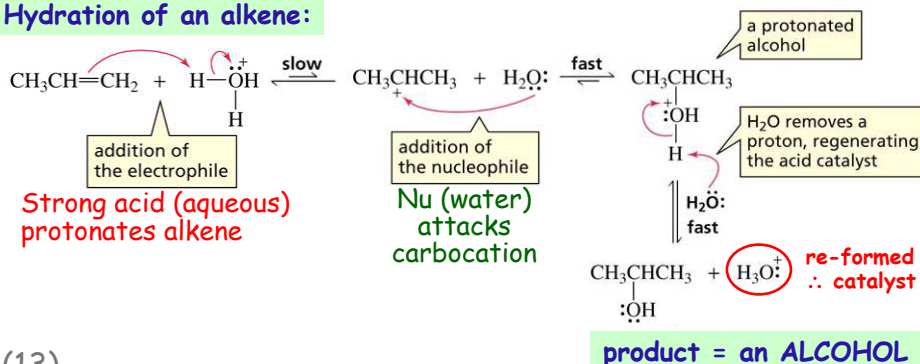 Hydration of an alkene:
CH₃CH=CH₂ + H—ÖH⁺
H
slow
CH₃CHCH₃ + H₂O:
+
fast
CH₃CHCH₃
+
:OH
H
a protonated
alcohol
addition of
the electrophile
addition of
the nucleophile
H₂O removes a
proton, regenerating
the acid catalyst
Strong acid (aqueous)
protonates alkene
Nu (water)
attacks
carbocation
H₂Ö:
fast
CH₃CHCH₃ + H₃O:⁺
:OH
re-formed
∴ catalyst
(13)
product = an ALCOHOL